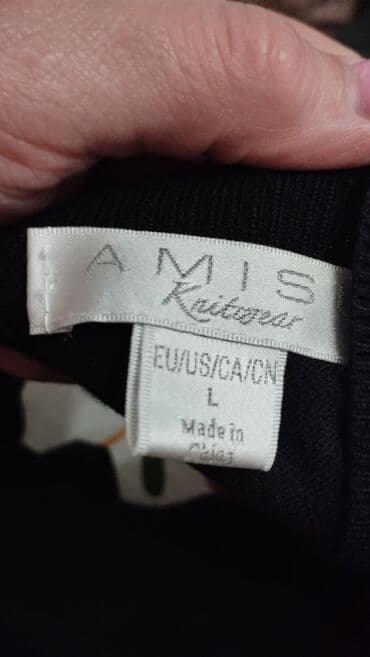 AMIS
Knitwear
EU/US/CA/CN
L
Made in
China